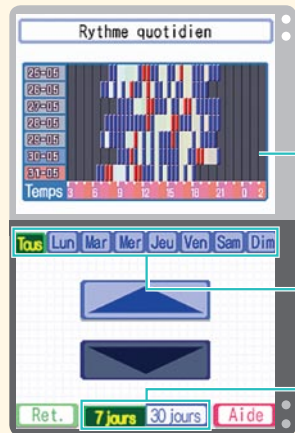 Rythme quotidien
25-05
26-05
27-05
28-05
29-05
30-05
31-05
Temps 3 6 9 12 15 18 21 0 2
Tous Lun Mar Mer Jeu Ven Sam Dim
Ret. 7 jours 30 jours Aide